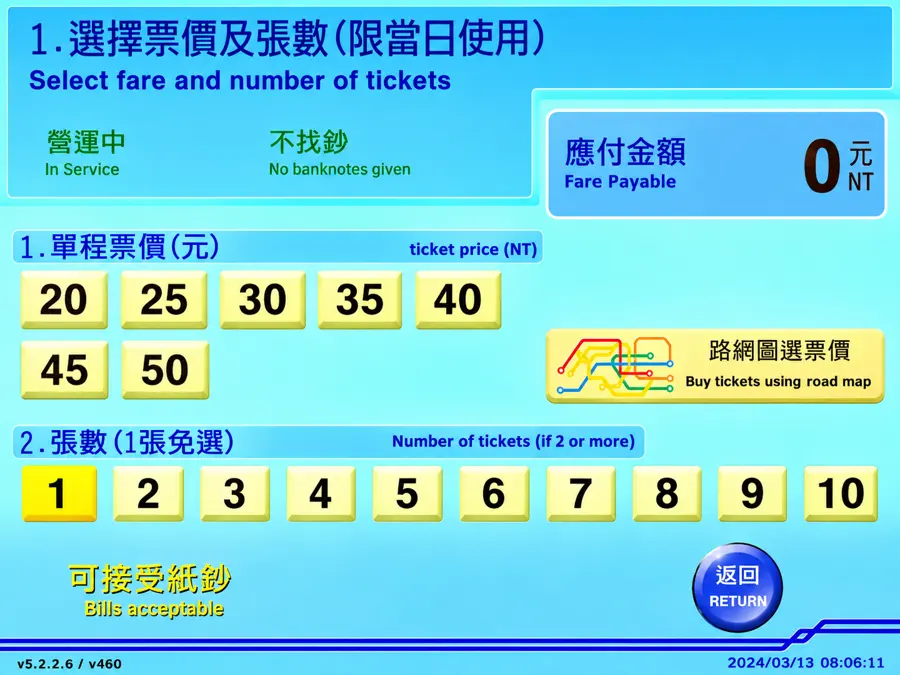 1.選擇票價及張數(限當日使用)
Select fare and number of tickets
營運中 不找鈔
In Service No banknotes given
應付金額 0 元
Fare Payable NT
1.單程票價(元) ticket price (NT)
20 25 30 35 40
45 50
路網圖選票價
Buy tickets using road map
2.張數(1張免選) Number of tickets (if 2 or more)
1 2 3 4 5 6 7 8 9 10
可接受紙鈔
Bills acceptable
返回
RETURN
v5.2.2.6 / v460 2024/03/13 08:06:11